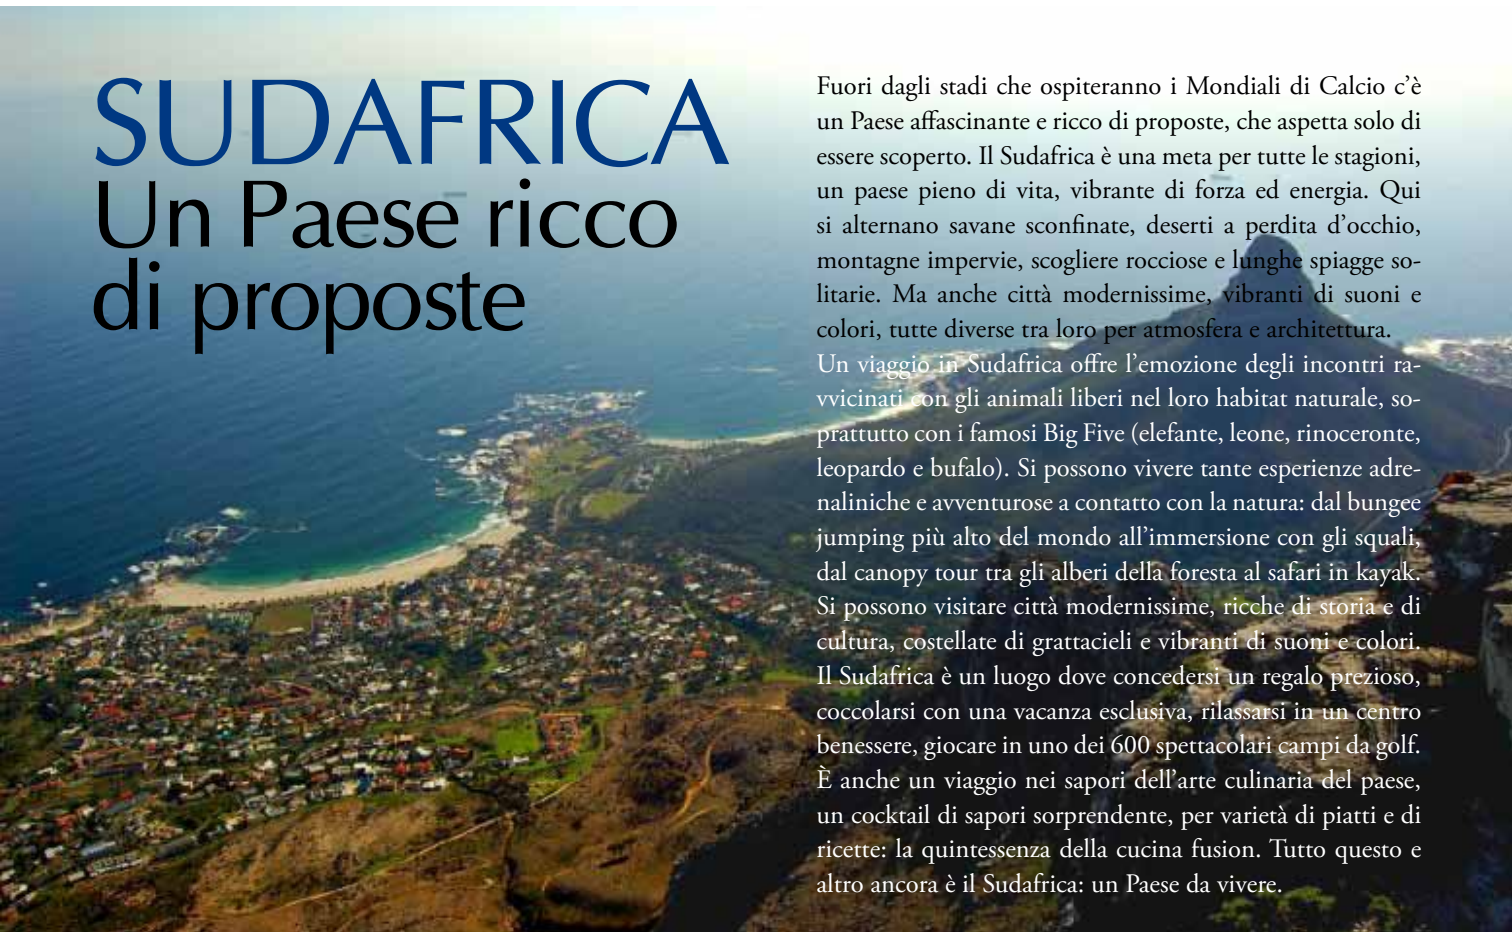 SUDAFRICA
Un Paese ricco
di proposte
Fuori dagli stadi che ospiteranno i Mondiali di Calcio c’è
un Paese affascinante e ricco di proposte, che aspetta solo di
essere scoperto. Il Sudafrica è una meta per tutte le stagioni,
un paese pieno di vita, vibrante di forza ed energia. Qui
si alternano savane sconfinate, deserti a perdita d’occhio,
montagne impervie, scogliere rocciose e lunghe spiagge so-
litarie. Ma anche città modernissime, vibranti di suoni e
colori, tutte diverse tra loro per atmosfera e architettura.
Un viaggio in Sudafrica offre l’emozione degli incontri ra-
vvicinati con gli animali liberi nel loro habitat naturale, so-
prattutto con i famosi Big Five (elefante, leone, rinoceronte,
leopardo e bufalo). Si possono vivere tante esperienze adre-
naliniche e avventurose a contatto con la natura: dal bungee
jumping più alto del mondo all’immersione con gli squali,
dal canopy tour tra gli alberi della foresta al safari in kayak.
Si possono visitare città modernissime, ricche di storia e di
cultura, costellate di grattacieli e vibranti di suoni e colori.
Il Sudafrica è un luogo dove concedersi un regalo prezioso,
coccolarsi con una vacanza esclusiva, rilassarsi in un centro
benessere, giocare in uno dei 600 spettacolari campi da golf.
È anche un viaggio nei sapori dell’arte culinaria del paese,
un cocktail di sapori sorprendente, per varietà di piatti e di
ricette: la quintessenza della cucina fusion. Tutto questo e
altro ancora è il Sudafrica: un Paese da vivere.